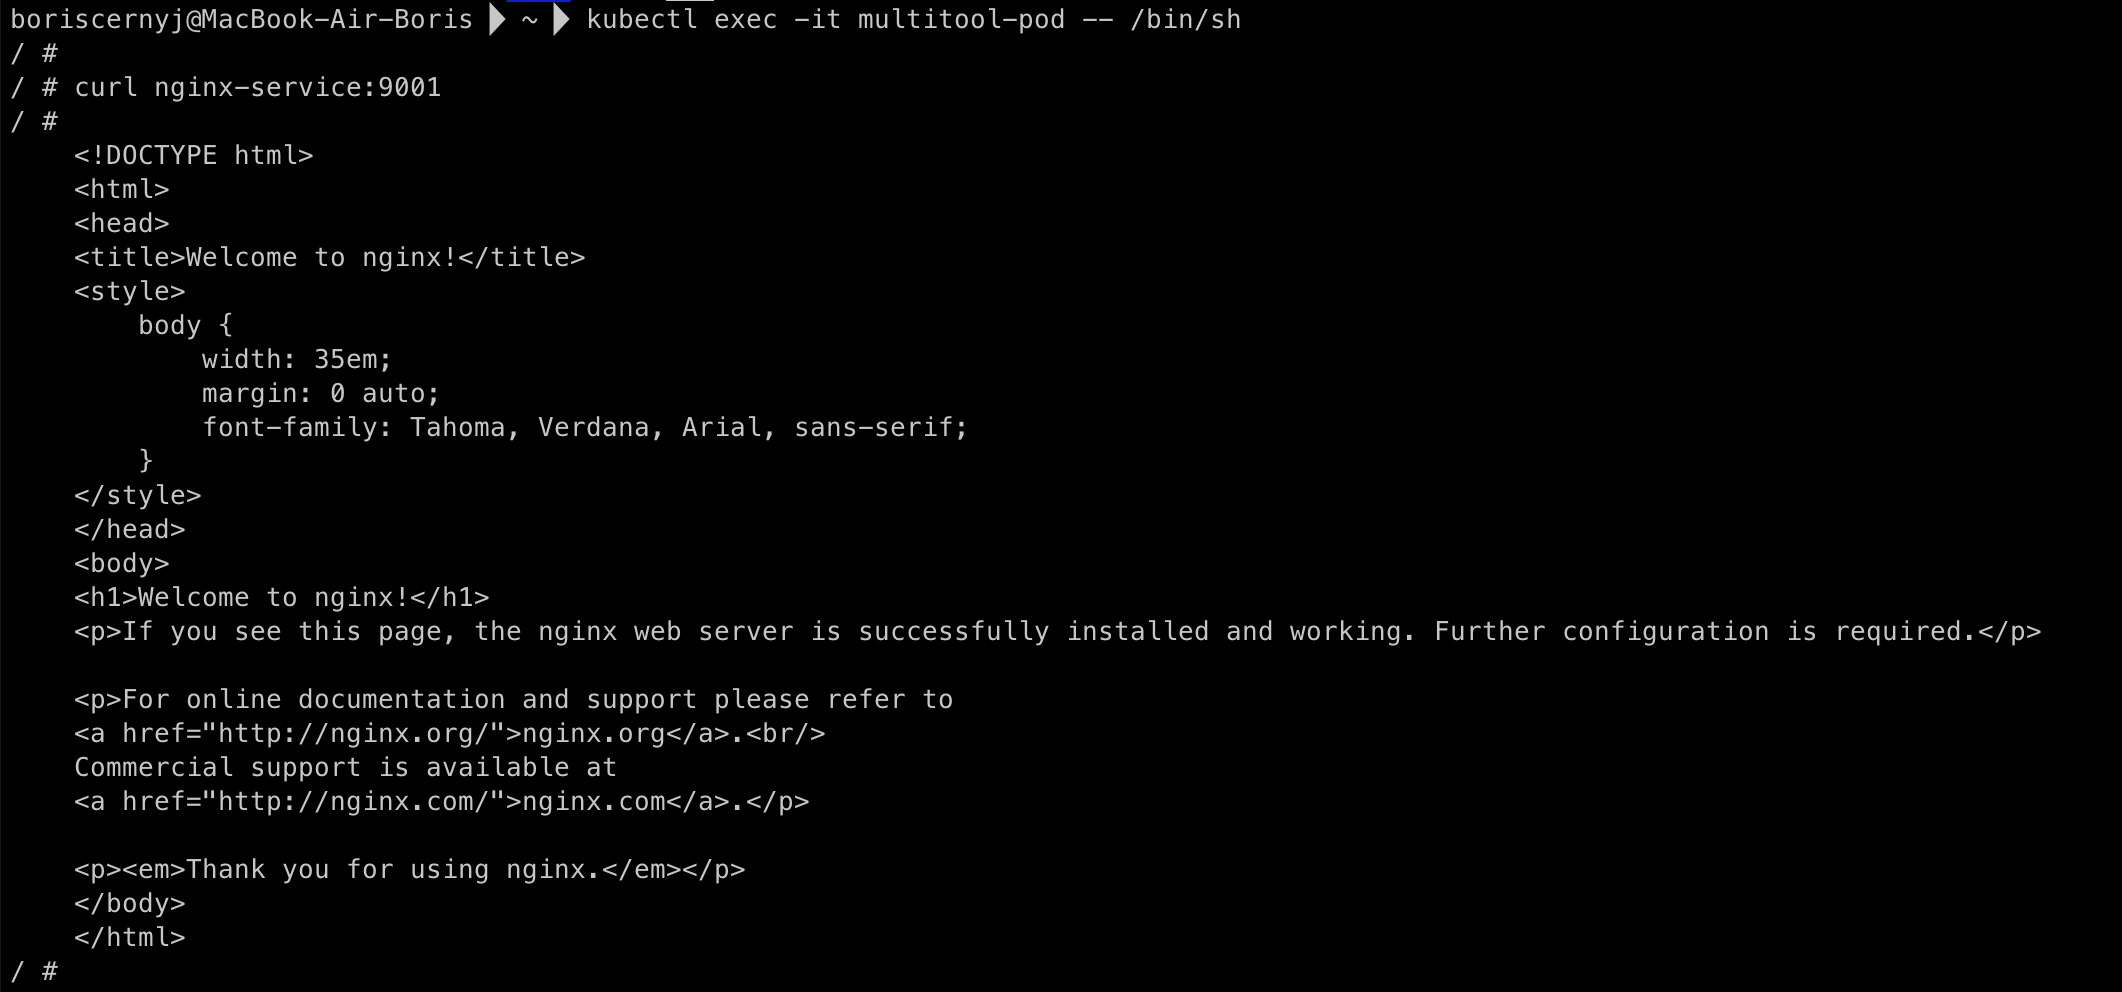 boriscernyj@MacBook-Air-Boris ~ kubectl exec -it multitool-pod -- /bin/sh
/ #
/ # curl nginx-service:9001
/ #
    <!DOCTYPE html>
    <html>
    <head>
    <title>Welcome to nginx!</title>
    <style>
        body {
            width: 35em;
            margin: 0 auto;
            font-family: Tahoma, Verdana, Arial, sans-serif;
        }
    </style>
    </head>
    <body>
    <h1>Welcome to nginx!</h1>
    <p>If you see this page, the nginx web server is successfully installed and working. Further configuration is required.</p>

    <p>For online documentation and support please refer to
    <a href="http://nginx.org/">nginx.org</a>.<br/>
    Commercial support is available at
    <a href="http://nginx.com/">nginx.com</a>.</p>

    <p><em>Thank you for using nginx.</em></p>
    </body>
    </html>
/ #